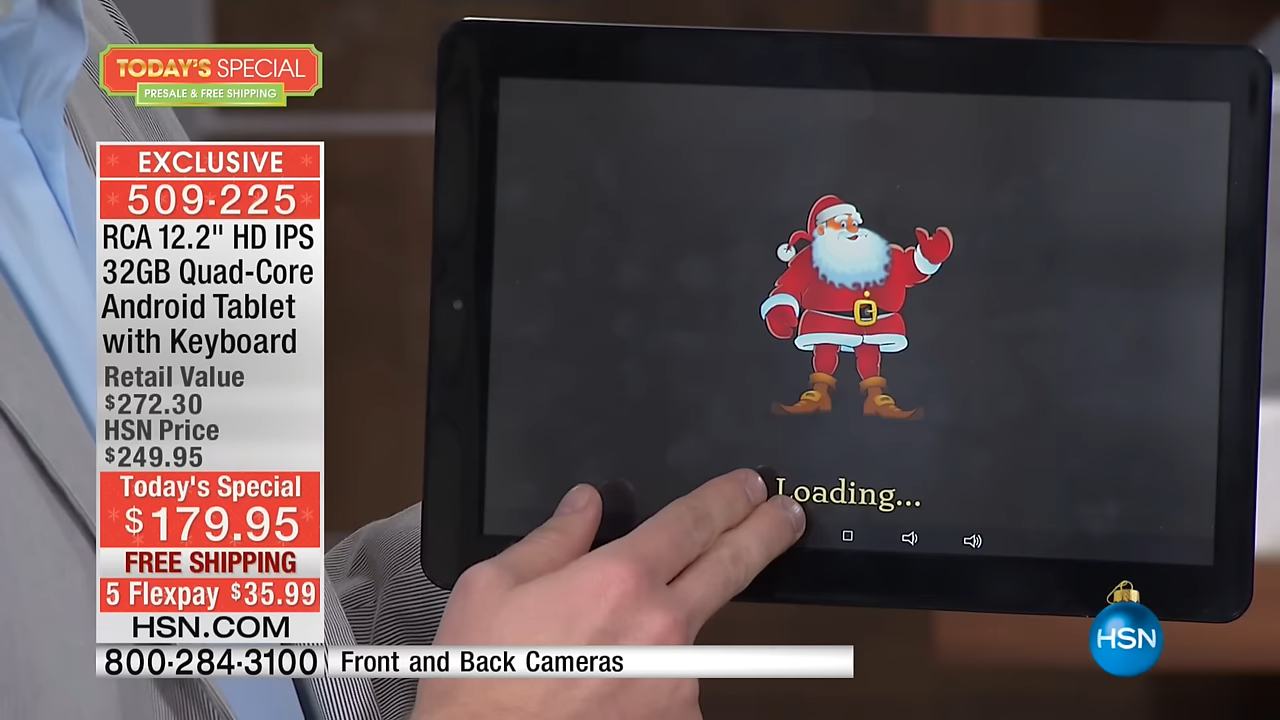 TODAY'S SPECIAL
PRESALE & FREE SHIPPING
EXCLUSIVE
509·225
RCA 12.2" HD IPS
32GB Quad-Core
Android Tablet
with Keyboard
Retail Value
$272.30
HSN Price
$249.95
Today's Special
$179.95
FREE SHIPPING
5 Flexpay $35.99
HSN.COM
800·284·3100
Front and Back Cameras
Loading...
HSN